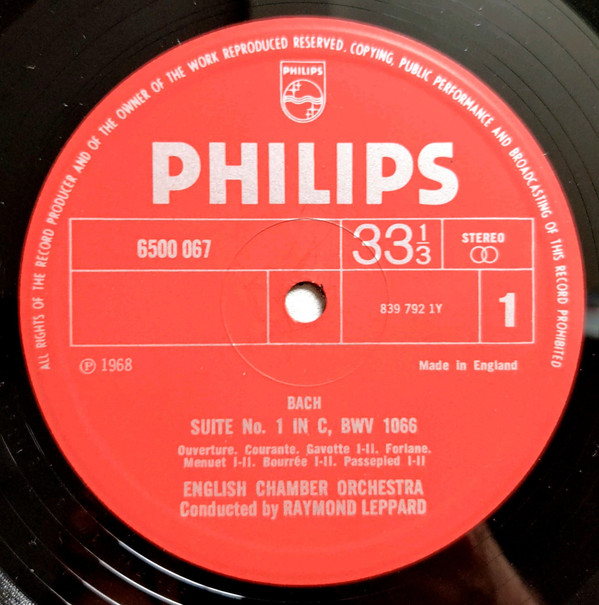 ALL RIGHTS OF THE RECORD PRODUCER AND OF THE OWNER OF THE WORK REPRODUCED RESERVED. COPYING, PUBLIC PERFORMANCE AND BROADCASTING OF THIS RECORD PROHIBITED
PHILIPS
PHILIPS
6500 067
33 1/3
STEREO
839 792 1Y
1
Ⓟ 1968
Made in England
BACH
SUITE No. 1 IN C, BWV 1066
Ouverture. Courante. Gavotte I-II. Forlane.
Menuet I-II. Bourrée I-II. Passepied I-II
ENGLISH CHAMBER ORCHESTRA
Conducted by RAYMOND LEPPARD